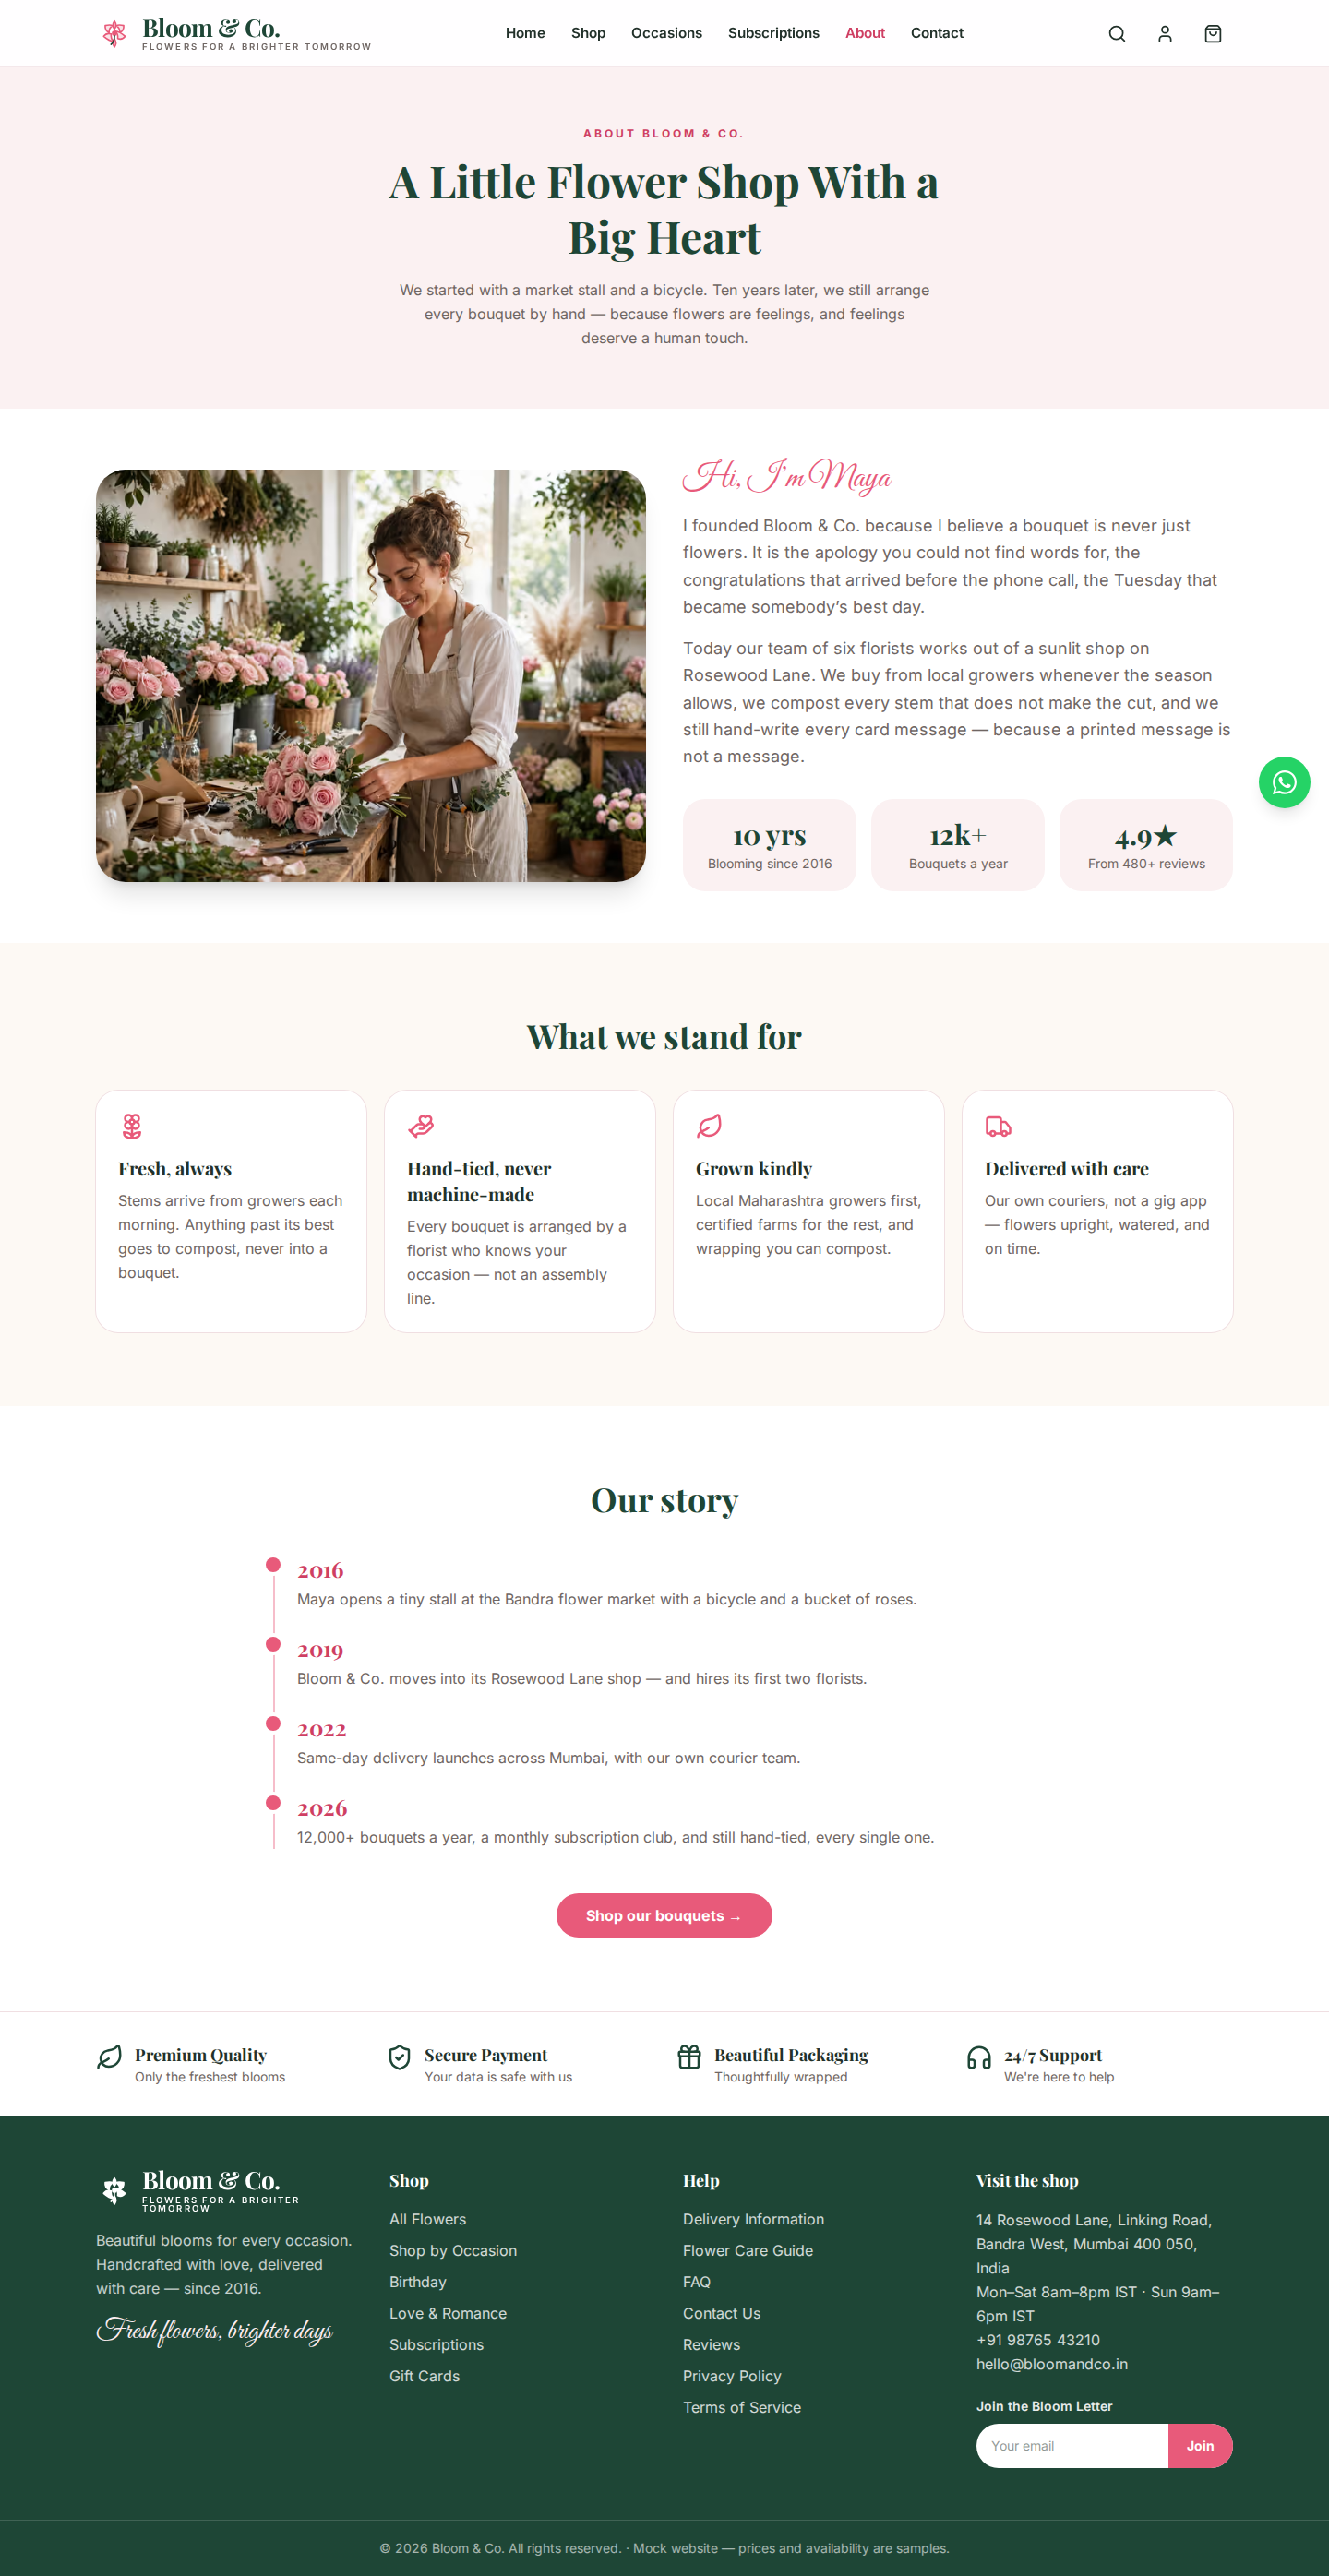 Bloom & Co.
FLOWERS FOR A BRIGHTER TOMORROW
Home
Shop
Occasions
Subscriptions
About
Contact
ABOUT BLOOM & CO.
A Little Flower Shop With a
Big Heart
We started with a market stall and a bicycle. Ten years later, we still arrange
every bouquet by hand — because flowers are feelings, and feelings
deserve a human touch.
Hi, I’m Maya
I founded Bloom & Co. because I believe a bouquet is never just
flowers. It is the apology you could not find words for, the
congratulations that arrived before the phone call, the Tuesday that
became somebody’s best day.
Today our team of six florists works out of a sunlit shop on
Rosewood Lane. We buy from local growers whenever the season
allows, we compost every stem that does not make the cut, and we
still hand-write every card message — because a printed message is
not a message.
10 yrs
Blooming since 2016
12k+
Bouquets a year
4.9★
From 480+ reviews
What we stand for
Fresh, always
Stems arrive from growers each
morning. Anything past its best
goes to compost, never into a
bouquet.
Hand-tied, never
machine-made
Every bouquet is arranged by a
florist who knows your
occasion — not an assembly
line.
Grown kindly
Local Maharashtra growers first,
certified farms for the rest, and
wrapping you can compost.
Delivered with care
Our own couriers, not a gig app
— flowers upright, watered, and
on time.
Our story
2016
Maya opens a tiny stall at the Bandra flower market with a bicycle and a bucket of roses.
2019
Bloom & Co. moves into its Rosewood Lane shop — and hires its first two florists.
2022
Same-day delivery launches across Mumbai, with our own courier team.
2026
12,000+ bouquets a year, a monthly subscription club, and still hand-tied, every single one.
Shop our bouquets →
Premium Quality
Only the freshest blooms
Secure Payment
Your data is safe with us
Beautiful Packaging
Thoughtfully wrapped
24/7 Support
We're here to help
Bloom & Co.
FLOWERS FOR A BRIGHTER
TOMORROW
Beautiful blooms for every occasion.
Handcrafted with love, delivered
with care — since 2016.
Fresh flowers, brighter days
Shop
All Flowers
Shop by Occasion
Birthday
Love & Romance
Subscriptions
Gift Cards
Help
Delivery Information
Flower Care Guide
FAQ
Contact Us
Reviews
Privacy Policy
Terms of Service
Visit the shop
14 Rosewood Lane, Linking Road,
Bandra West, Mumbai 400 050,
India
Mon–Sat 8am–8pm IST · Sun 9am–
6pm IST
+91 98765 43210
hello@bloomandco.in
Join the Bloom Letter
Your email
Join
© 2026 Bloom & Co. All rights reserved. · Mock website — prices and availability are samples.